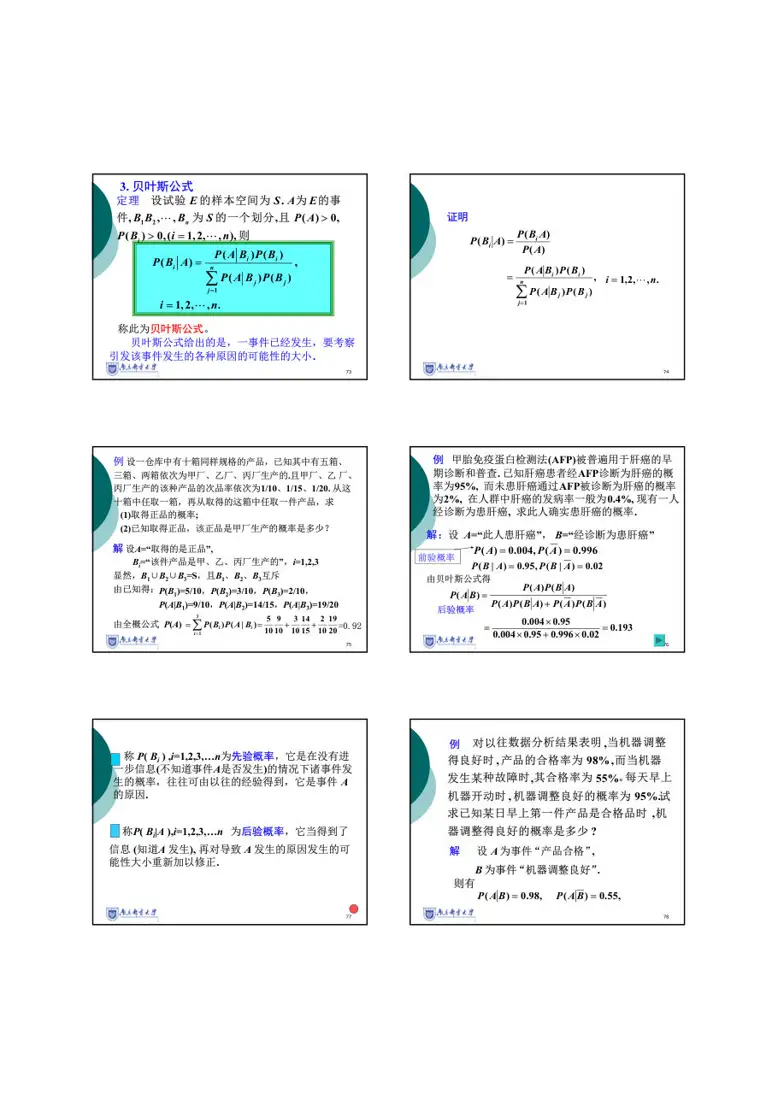 3. 贝叶斯公式
定理 设试验 E 的样本空间为 S. A为 E的事
件, B₁B₂,⋯, Bₙ 为 S 的一个划分,且 P(A) > 0,
P(Bᵢ) > 0,(i = 1,2,⋯,n), 则
P(Bᵢ|A) = P(A|Bᵢ)P(Bᵢ) / ∑ⱼ₌₁ⁿ P(A|Bⱼ)P(Bⱼ) ,
i = 1,2,⋯,n.
称此为贝叶斯公式。
贝叶斯公式给出的是，一事件已经发生，要考察
引发该事件发生的各种原因的可能性的大小.
73
证明
P(Bᵢ|A) = P(BᵢA) / P(A)
= P(A|Bᵢ)P(Bᵢ) / ∑ⱼ₌₁ⁿ P(A|Bⱼ)P(Bⱼ) , i = 1,2,⋯,n.
74
例 设一仓库中有十箱同样规格的产品，已知其中有五箱、
三箱、两箱依次为甲厂、乙厂、丙厂生产的.且甲厂、乙 厂、
丙厂生产的该种产品的次品率依次为1/10、1/15、1/20. 从这
十箱中任取一箱，再从取得的这箱中任取一件产品，求
(1)取得正品的概率;
(2)已知取得正品，该正品是甲厂生产的概率是多少?
解 设A=“取得的是正品”,
Bᵢ=“该件产品是甲、乙、丙厂生产的”，i=1,2,3
显然，B₁∪B₂∪B₃=S，且B₁、B₂、B₃互斥
由已知得：P(B₁)=5/10，P(B₂)=3/10，P(B₃)=2/10,
P(A|B₁)=9/10，P(A|B₂)=14/15，P(A|B₃)=19/20
由全概公式 P(A) = ∑ᵢ₌₁³ P(Bᵢ)P(A|Bᵢ) = 5/10 9/10 + 3/10 14/15 + 2/10 19/20 =0.92
75
例 甲胎免疫蛋白检测法(AFP)被普遍用于肝癌的早
期诊断和普查. 已知肝癌患者经AFP诊断为肝癌的概
率为95%, 而未患肝癌通过AFP被诊断为肝癌的概率
为2%, 在人群中肝癌的发病率一般为0.4%, 现有一人
经诊断为患肝癌, 求此人确实患肝癌的概率.
解：设 A=“此人患肝癌”， B=“经诊断为患肝癌”
前验概率 P(A) = 0.004, P(A̅) = 0.996
P(B|A) = 0.95, P(B|A̅) = 0.02
由贝叶斯公式得
P(A|B) = P(A)P(B|A) / P(A)P(B|A) + P(A̅)P(B|A̅)
后验概率
= 0.004 × 0.95 / 0.004 × 0.95 + 0.996 × 0.02 = 0.193
76
称 P( Bᵢ ) ,i=1,2,3,…n为先验概率，它是在没有进
一步信息(不知道事件A是否发生)的情况下诸事件发
生的概率，往往可由以往的经验得到，它是事件 A
的原因.
称P( Bᵢ|A ),i=1,2,3,…n 为后验概率，它当得到了
信息 (知道A 发生), 再对导致 A 发生的原因发生的可
能性大小重新加以修正.
77
例 对以往数据分析结果表明 ,当机器调整
得良好时 ,产品的合格率为 98%,而当机器
发生某种故障时,其合格率为 55%。每天早上
机器开动时 ,机器调整良好的概率为 95%.试
求已知某日早上第一件产品是合格品时 ,机
器调整得良好的概率是多少 ?
解 设 A 为事件“产品合格”,
B 为事件“机器调整良好”.
则有
P(A|B) = 0.98, P(A|B̅) = 0.55,
78